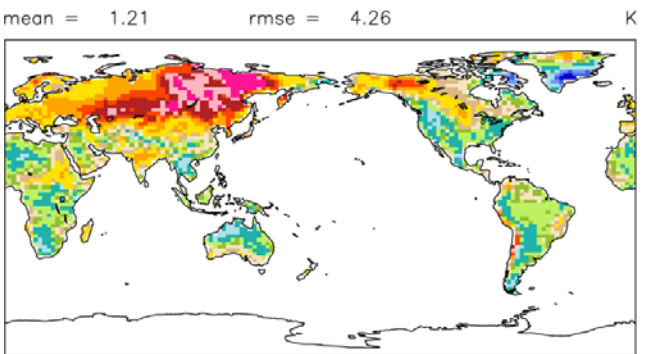 mean = 1.21 rmse = 4.26 K